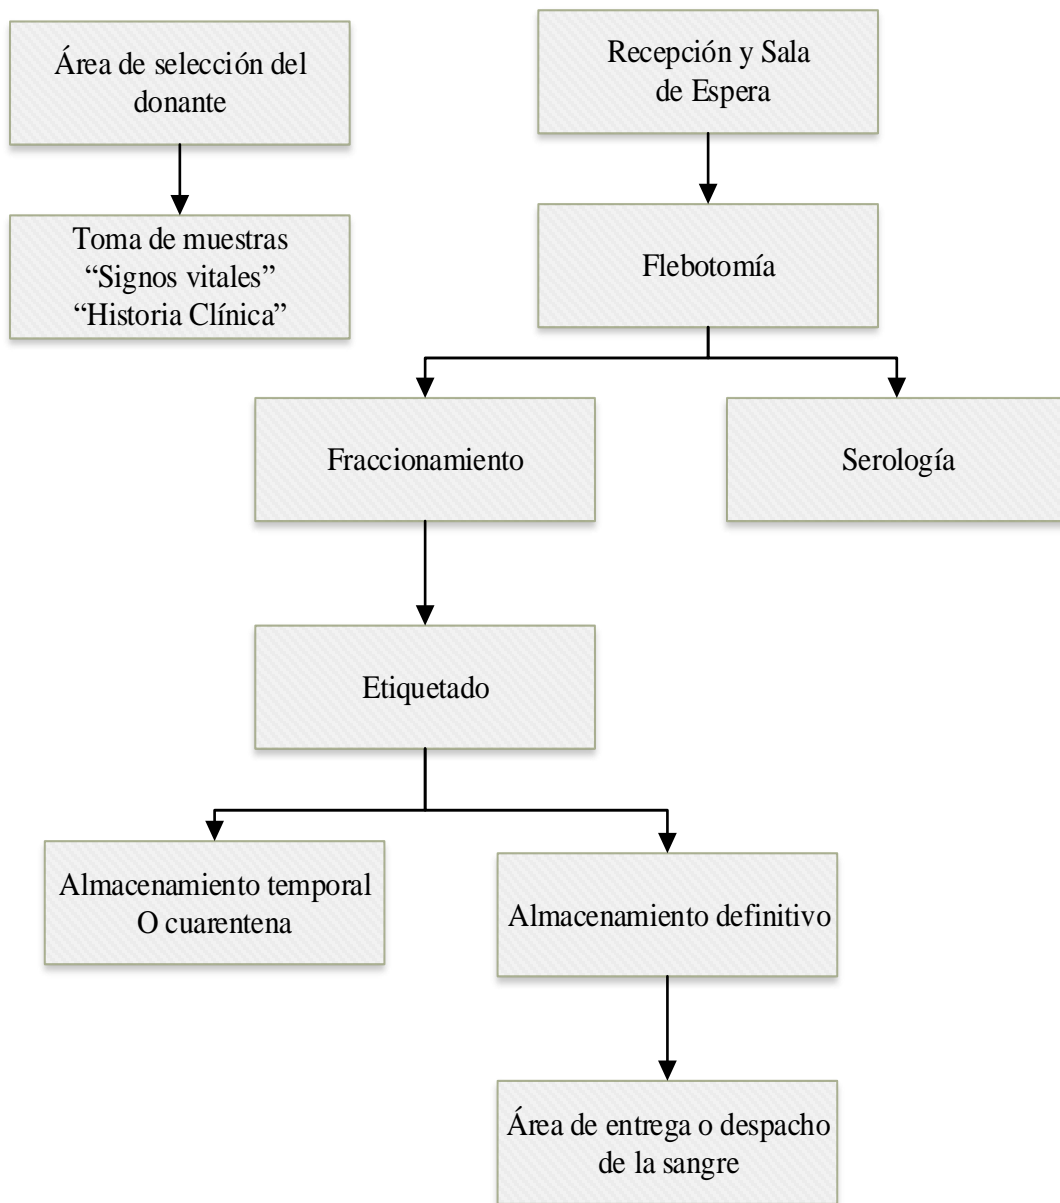 Área de selección del
donante
Recepción y Sala
de Espera
Toma de muestras
“Signos vitales”
“Historia Clínica”
Flebotomía
Fraccionamiento
Serología
Etiquetado
Almacenamiento temporal
O cuarentena
Almacenamiento definitivo
Área de entrega o despacho
de la sangre